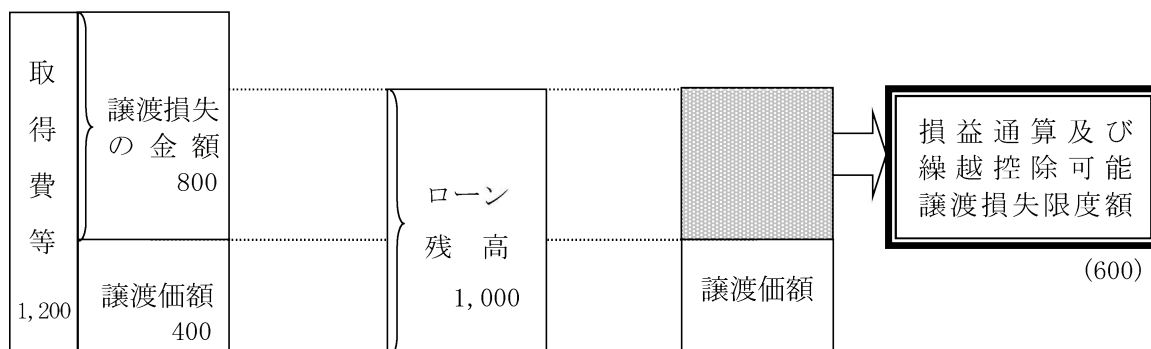 取得費等
1,200
譲渡損失
の金額
800
譲渡価額
400
ローン
残高
1,000
譲渡価額
損益通算及び
繰越控除可能
譲渡損失限度額
(600)